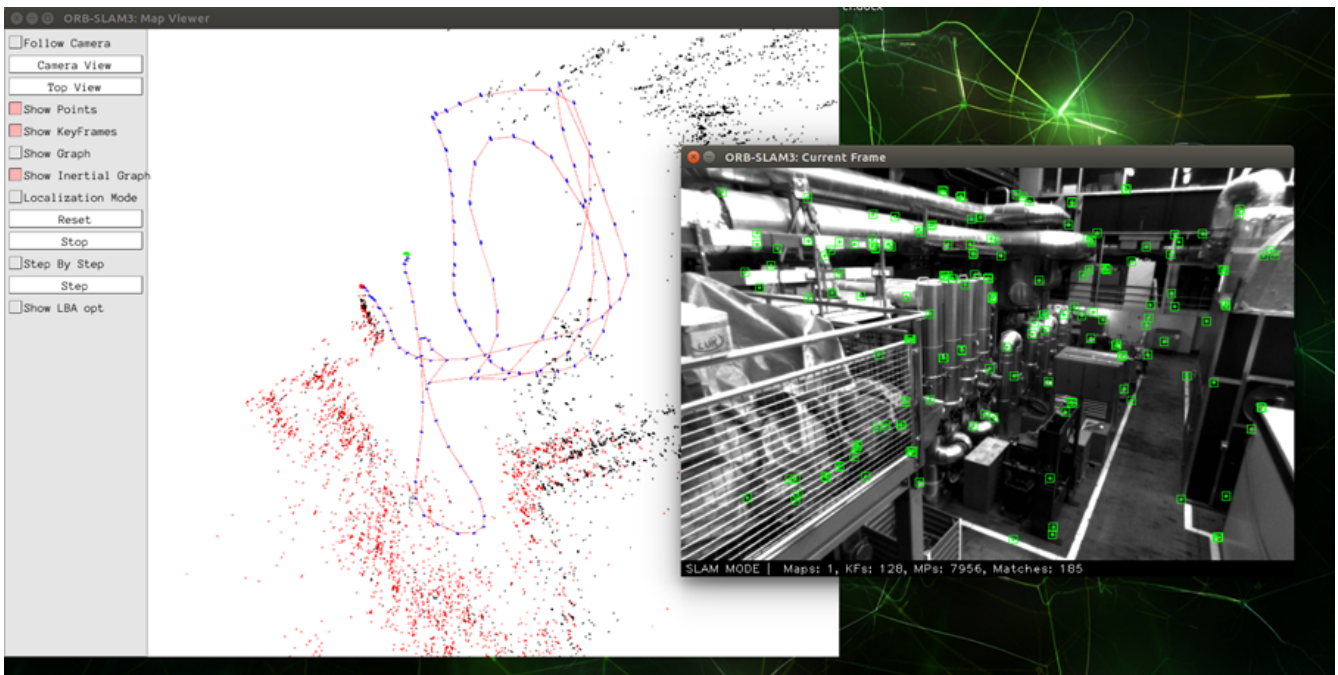 ORB-SLAM3: Map Viewer
Follow Camera
Camera View
Top View
Show Points
Show KeyFrames
Show Graph
Show Inertial Graph
Localization Mode
Reset
Stop
Step By Step
Step
Show LBA opt
ORB-SLAM3: Current Frame
LUK
SLAM MODE | Maps: 1, KFs: 128, MPs: 7956, Matches: 185